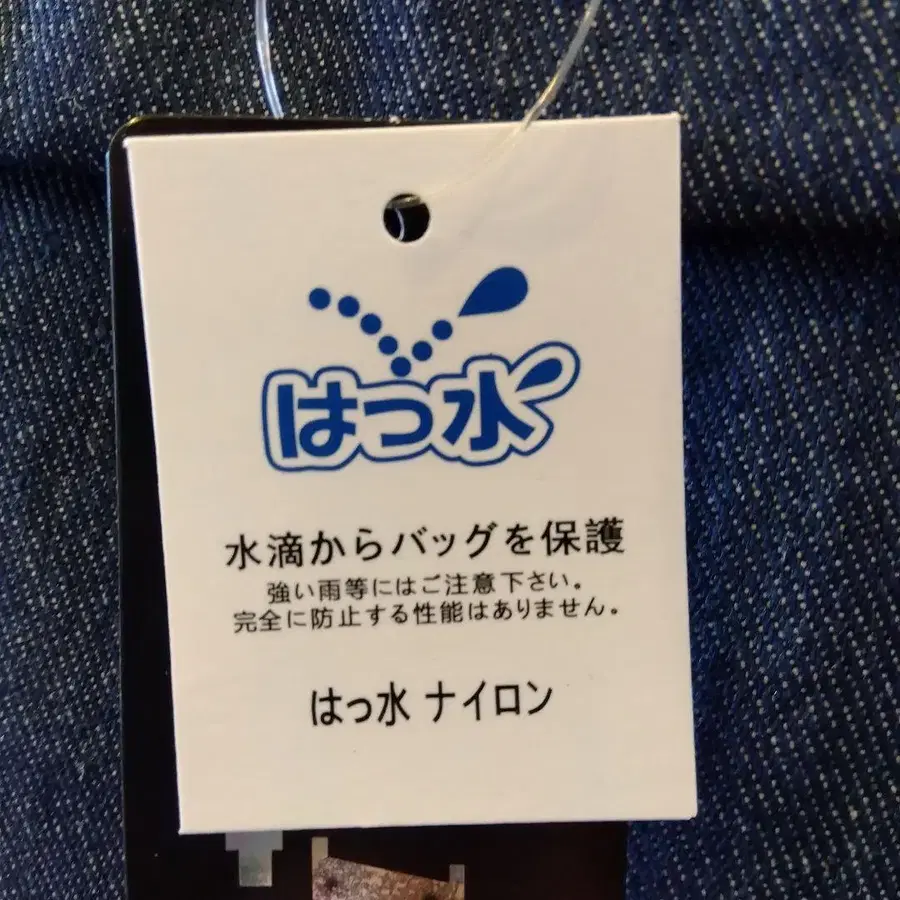 はっ水
水滴からバッグを保護
強い雨等にはご注意下さい。
完全に防止する性能はありません。
はっ水 ナイロン